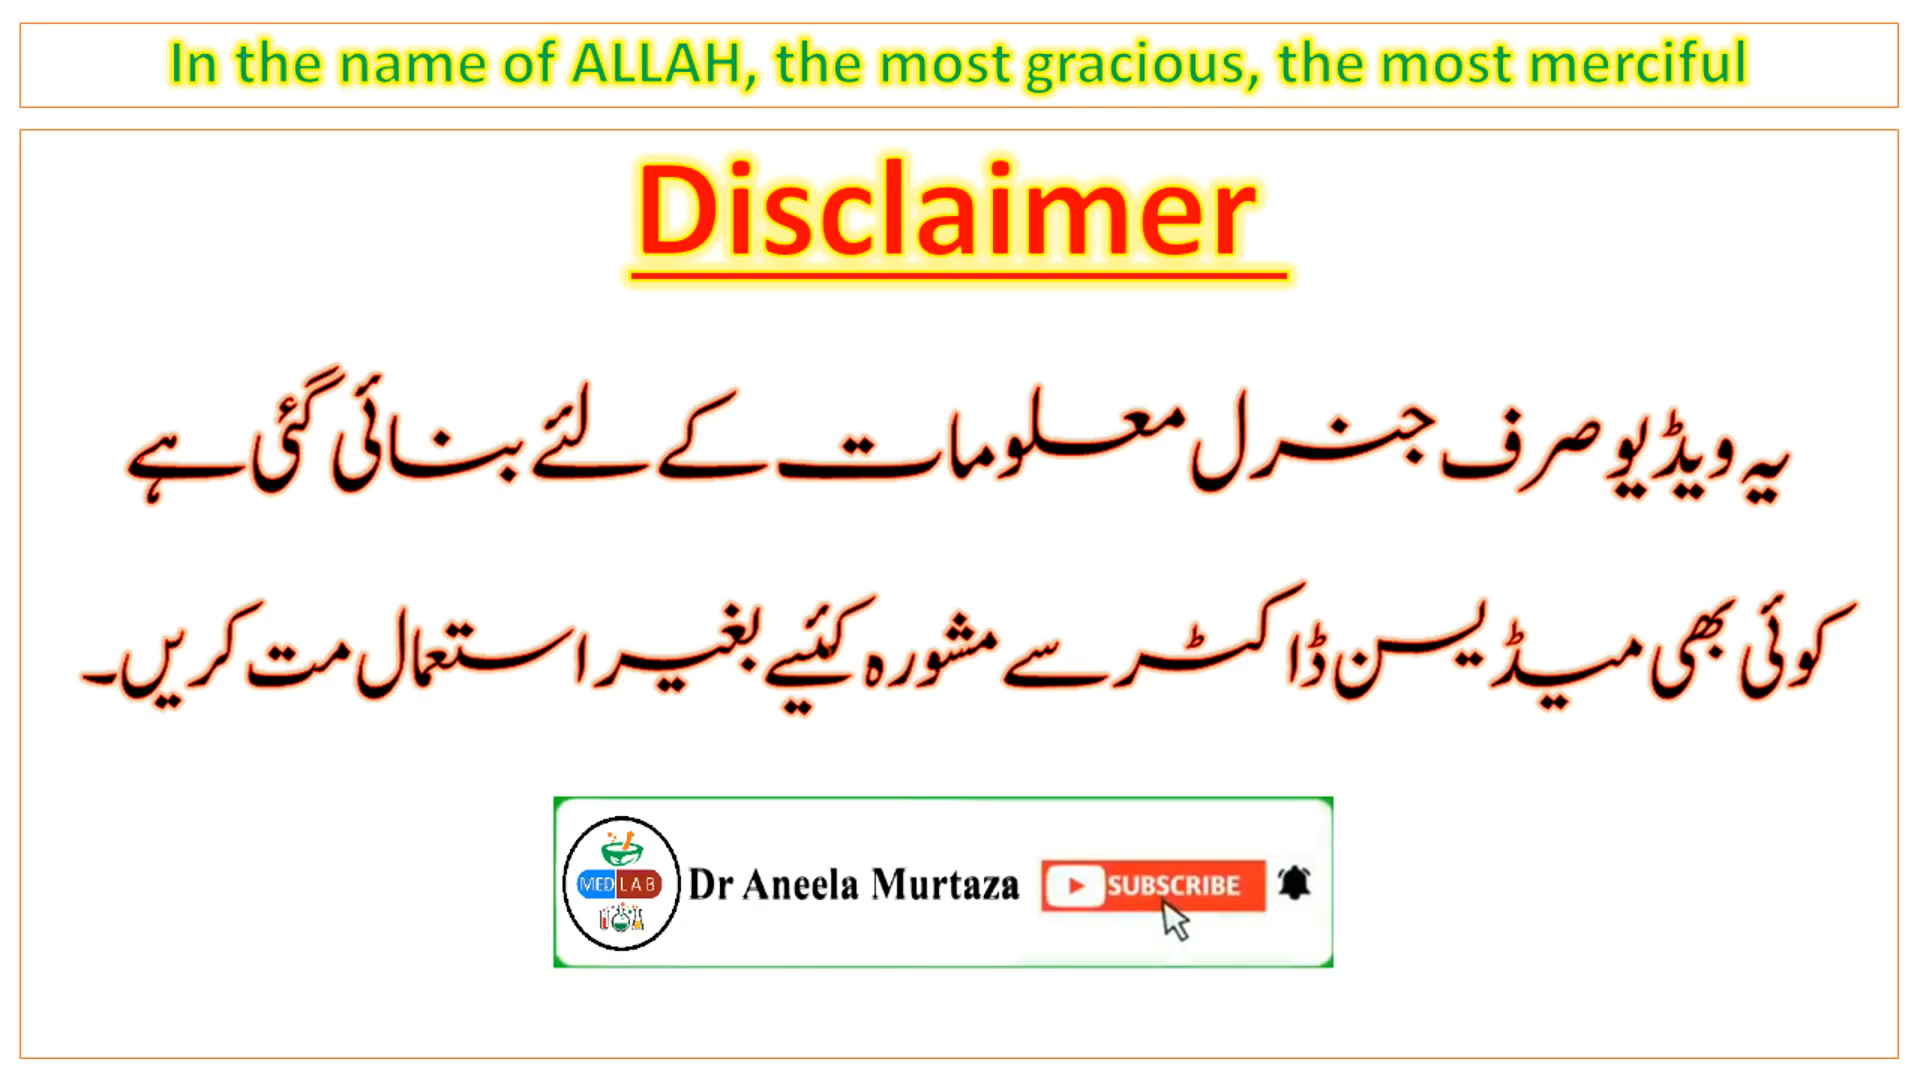 In the name of ALLAH, the most gracious, the most merciful
Disclaimer
یہ ویڈیو صرف جنرل معلومات کے لئے بنائی گئی ہے
کوئی بھی میڈیسن ڈاکٹر سے مشورہ کئیے بغیر استعمال مت کریں۔
MED LAB
Dr Aneela Murtaza
SUBSCRIBE